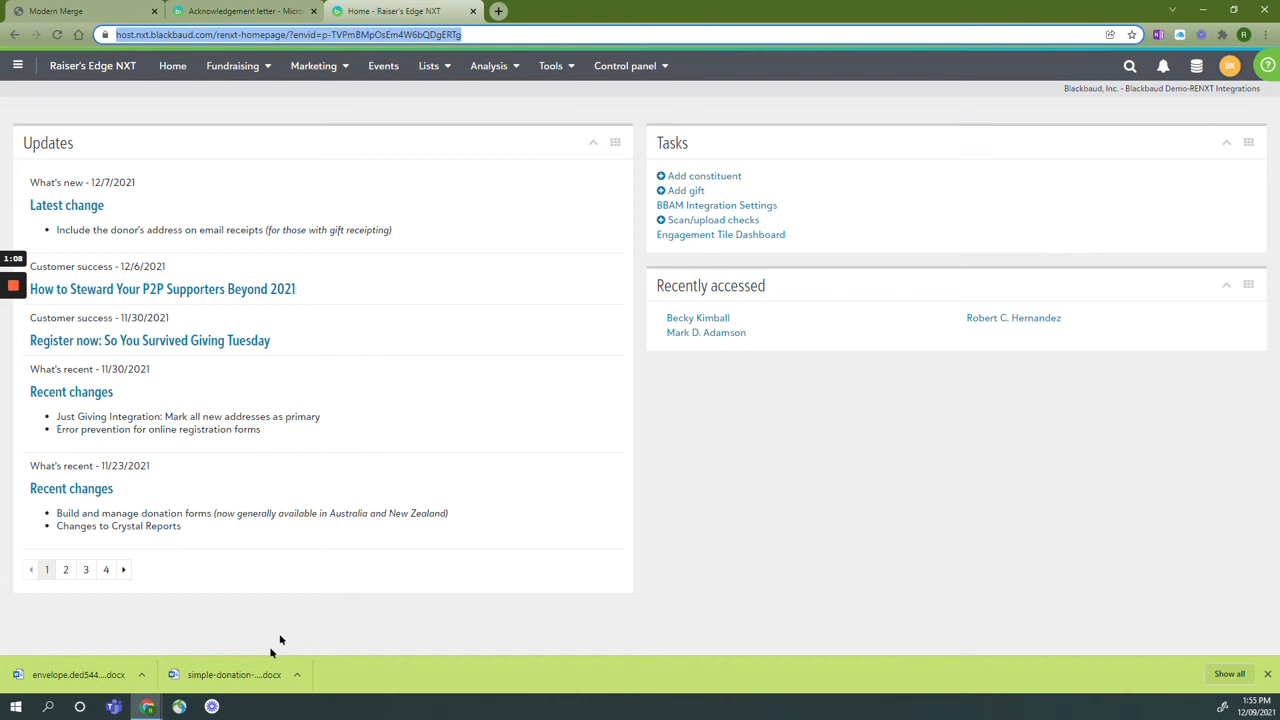 Modern Merge
Acknowledgement letter - Micro
Home - Raiser's Edge NXT
host.nxt.blackbaud.com/renxt-homepage/?envid=p-TVPmBMpOsEm4W6bQDgERTg
R
Raiser's Edge NXT
Home
Fundraising
Marketing
Events
Lists
Analysis
Tools
Control panel
BK
Blackbaud, Inc. - Blackbaud Demo-RENXT Integrations
Updates
What's new - 12/7/2021
Latest change
• Include the donor's address on email receipts (for those with gift receipting)
1:08
Customer success - 12/6/2021
How to Steward Your P2P Supporters Beyond 2021
Customer success - 11/30/2021
Register now: So You Survived Giving Tuesday
What's recent - 11/30/2021
Recent changes
• Just Giving Integration: Mark all new addresses as primary
• Error prevention for online registration forms
What's recent - 11/23/2021
Recent changes
• Build and manage donation forms (now generally available in Australia and New Zealand)
• Changes to Crystal Reports
1 2 3 4
Tasks
Add constituent
Add gift
BBAM Integration Settings
Scan/upload checks
Engagement Tile Dashboard
Recently accessed
Becky Kimball
Robert C. Hernandez
Mark D. Adamson
envelope.ded544....docx
simple-donation-....docx
Show all
1:55 PM
12/09/2021